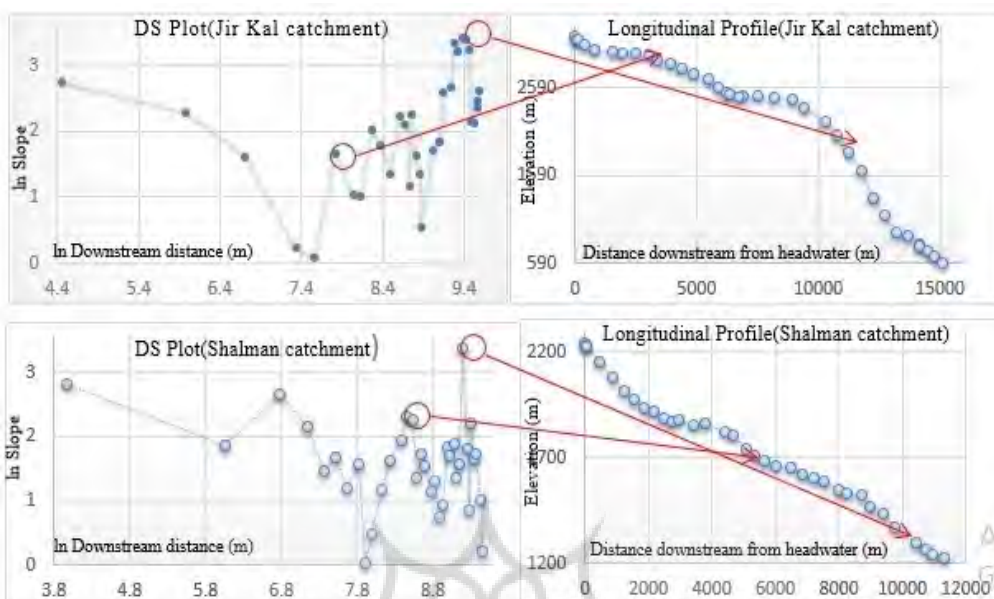 DS Plot(Jir Kal catchment)
3
2
1
0
ln Slope
ln Downstream distance (m)
4.4 5.4 6.4 7.4 8.4 9.4
Longitudinal Profile(Jir Kal catchment)
2590
1590
590
Elevation (m)
Distance downstream from headwater (m)
0 5000 10000 15000
DS Plot(Shalman catchment)
3
2
1
0
ln Slope
ln Downstream distance (m)
3.8 4.8 5.8 6.8 7.8 8.8
Longitudinal Profile(Shalman catchment)
2200
1700
1200
Elevation (m)
Distance downstream from headwater (m)
0 2000 4000 6000 8000 10000 12000